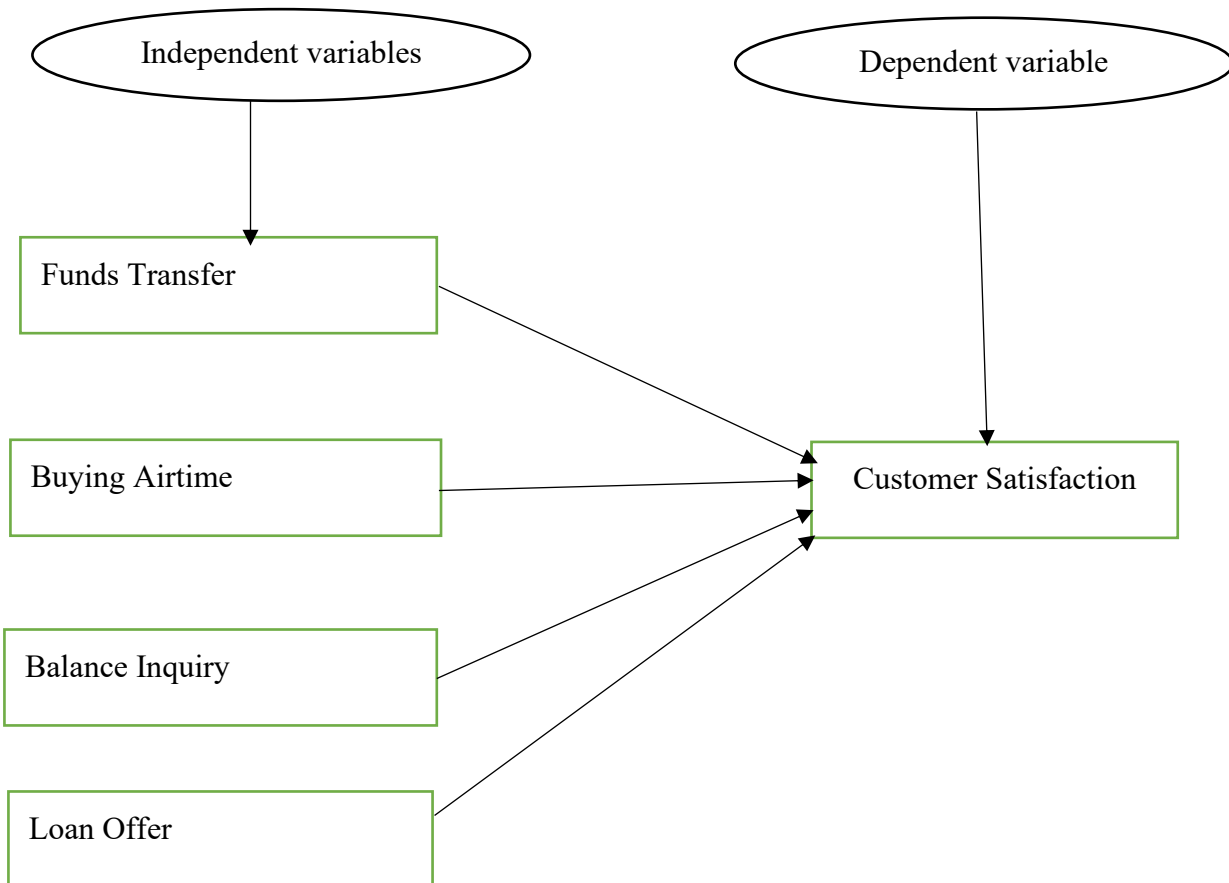 Independent variables
Dependent variable
Funds Transfer
Buying Airtime
Customer Satisfaction
Balance Inquiry
Loan Offer